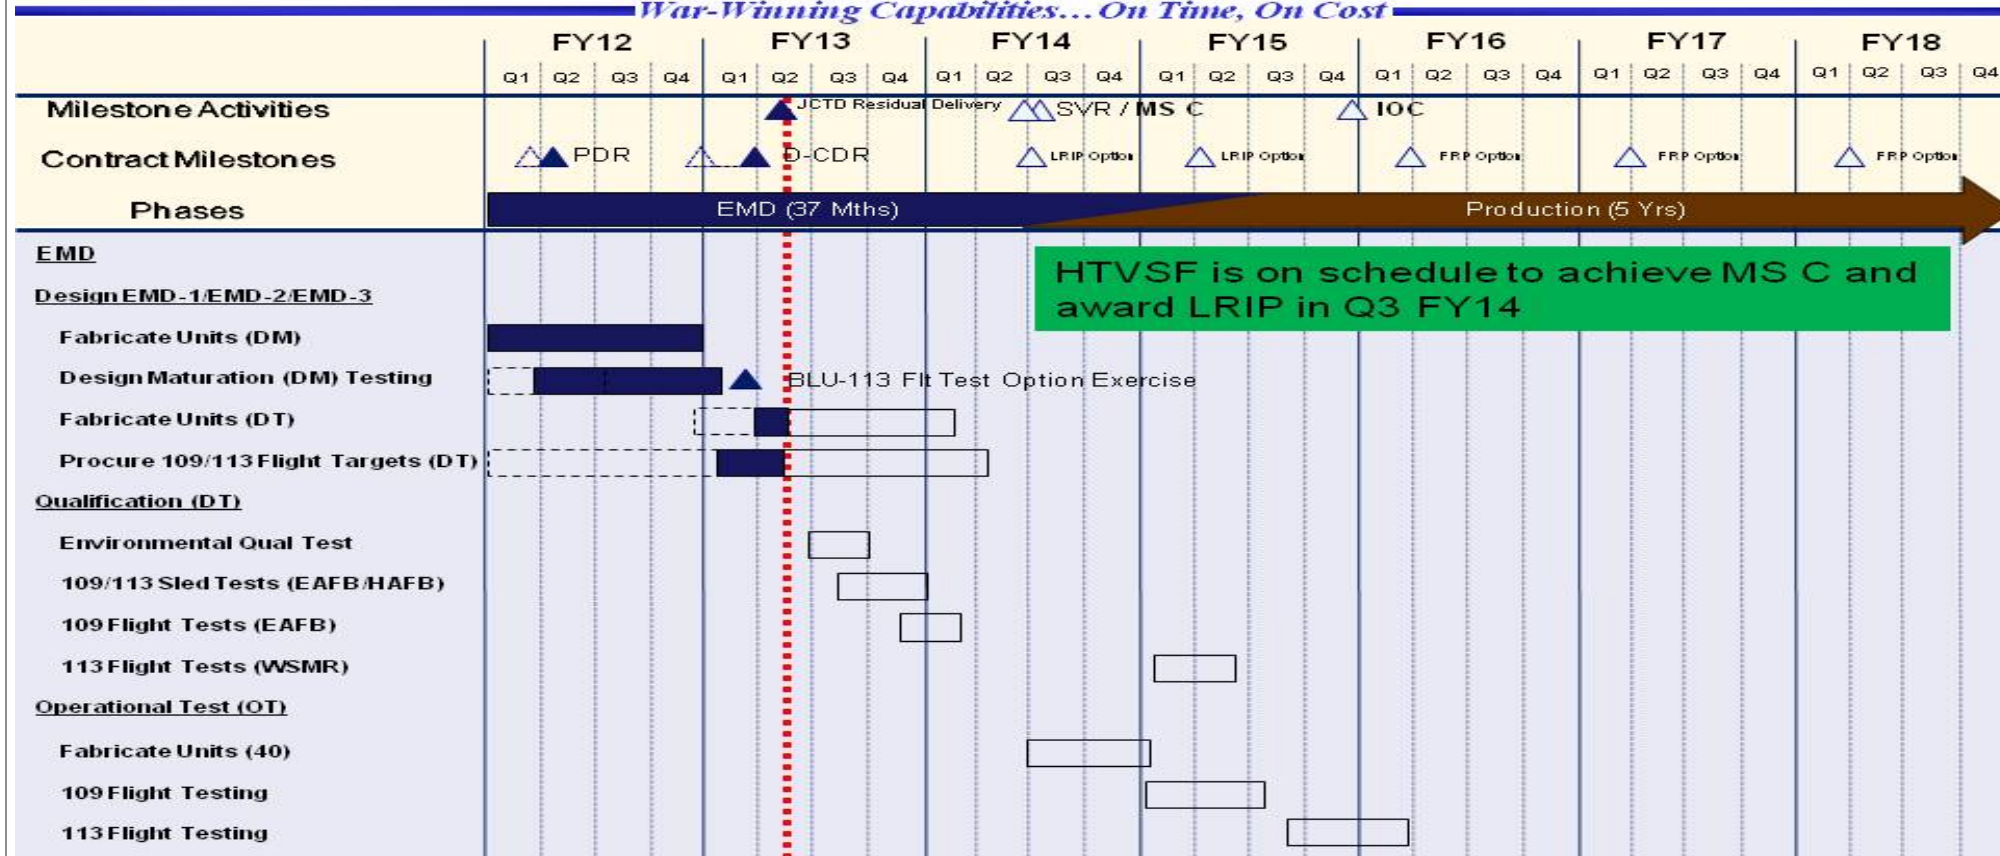 War-Winning Capabilities...On Time, On Cost
FY12 FY13 FY14 FY15 FY16 FY17 FY18
Q1 Q2 Q3 Q4 Q1 Q2 Q3 Q4 Q1 Q2 Q3 Q4 Q1 Q2 Q3 Q4 Q1 Q2 Q3 Q4 Q1 Q2 Q3 Q4 Q1 Q2 Q3 Q4
Milestone Activities JCTD Residual Delivery SVR / MS C IOC
Contract Milestones PDR D-CDR LRIP Option LRIP Option FRP Option FRP Option FRP Option
Phases EMD (37 Mths) Production (5 Yrs)
EMD
HTVSF is on schedule to achieve MS C and
award LRIP in Q3 FY14
Design EMD-1/EMD-2/EMD-3
Fabricate Units (DM)
Design Maturation (DM) Testing BLU-113 Flt Test Option Exercise
Fabricate Units (DT)
Procure 109/113 Flight Targets (DT)
Qualification (DT)
Environmental Qual Test
109/113 Sled Tests (EAFB/HAFB)
109 Flight Tests (EAFB)
113 Flight Tests (WSMR)
Operational Test (OT)
Fabricate Units (40)
109 Flight Testing
113 Flight Testing